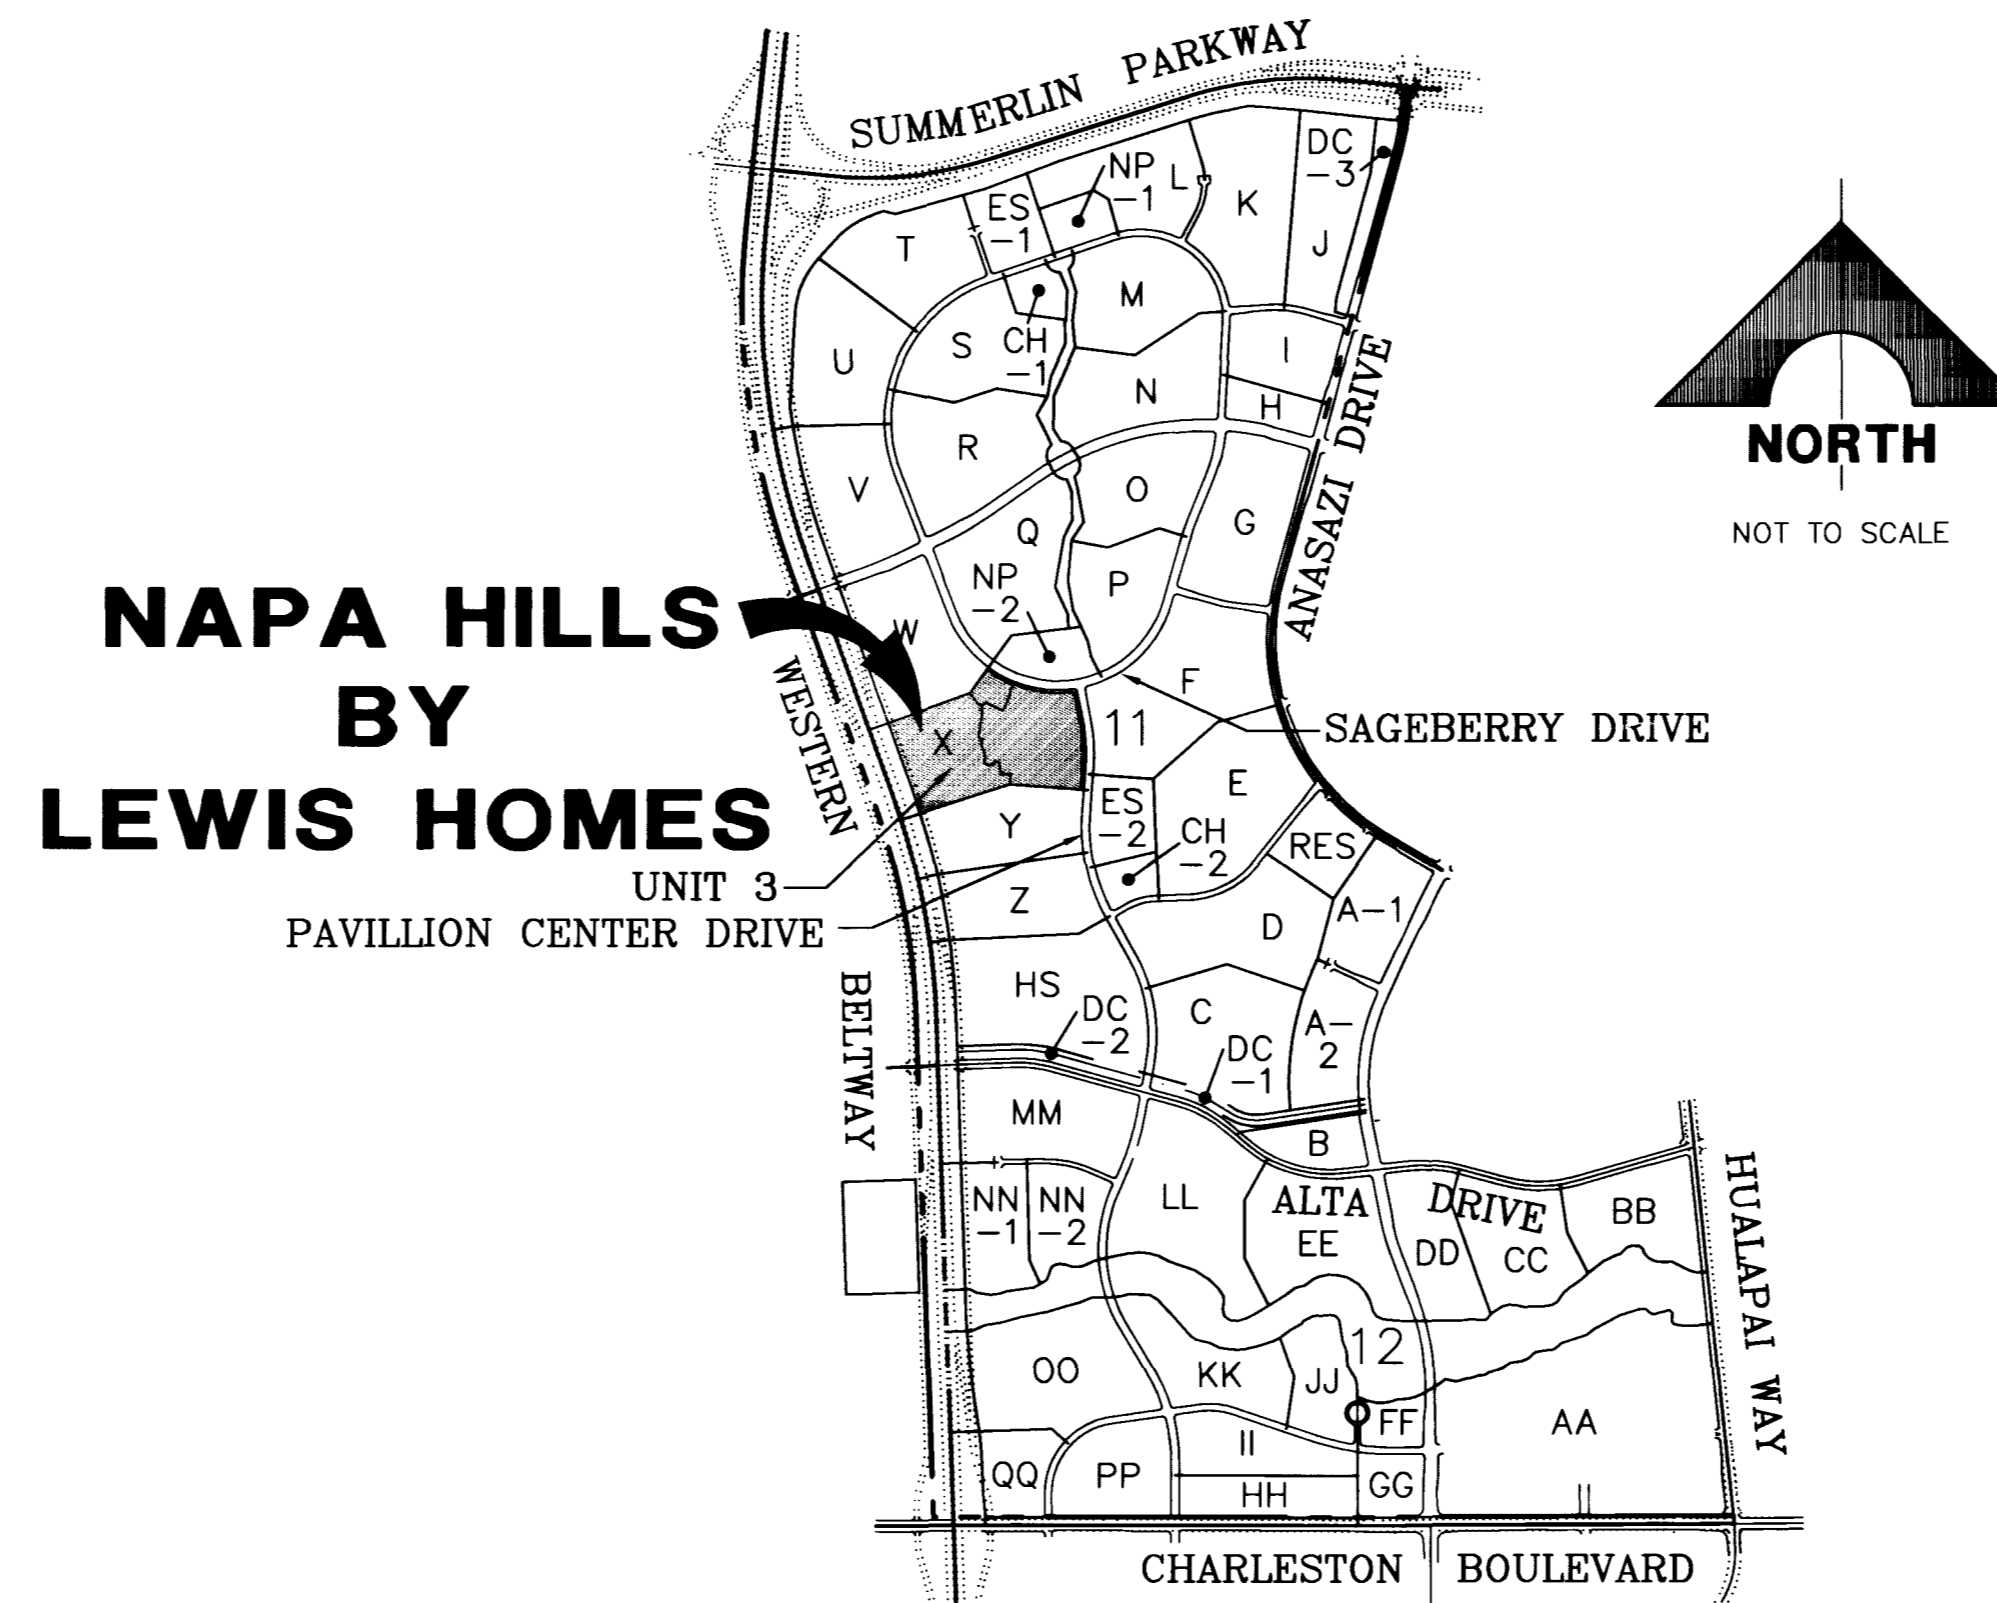 SUMMERLIN PARKWAY
DC
-3
NP
-1
L
K
ES
-1
T
J
M
S
CH
-1
I
U
N
H
R
ANASAZI DRIVE
NORTH
V
O
Q
G
NOT TO SCALE
NP
-2
P
NAPA HILLS
BY
LEWIS HOMES
W
WESTERN
F
11
SAGEBERRY DRIVE
X
E
ES
-2
Y
CH
-2
RES
UNIT 3
PAVILLION CENTER DRIVE
Z
A-1
D
BELTWAY
HS
DC
-2
C
A-
2
DC
-1
MM
B
NN
-1
NN
-2
LL
ALTA DRIVE
EE
DD
CC
BB
HUALAPAI WAY
12
OO
KK
JJ
FF
AA
II
QQ
PP
HH
GG
CHARLESTON BOULEVARD